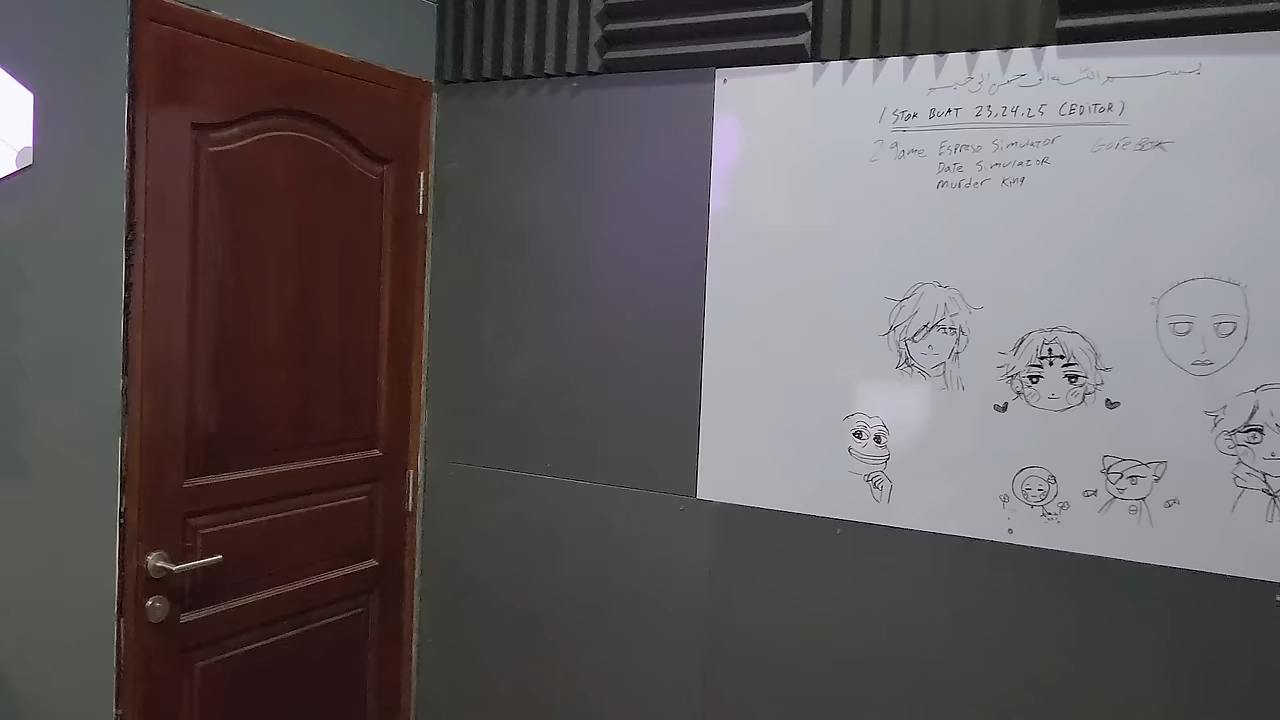 بسم الله الرحمن الرحيم
1 STOK BUAT 23,24,25 (EDITOR)
2 game Espreso Simulator GoreBox
Date Simulator
Murder King